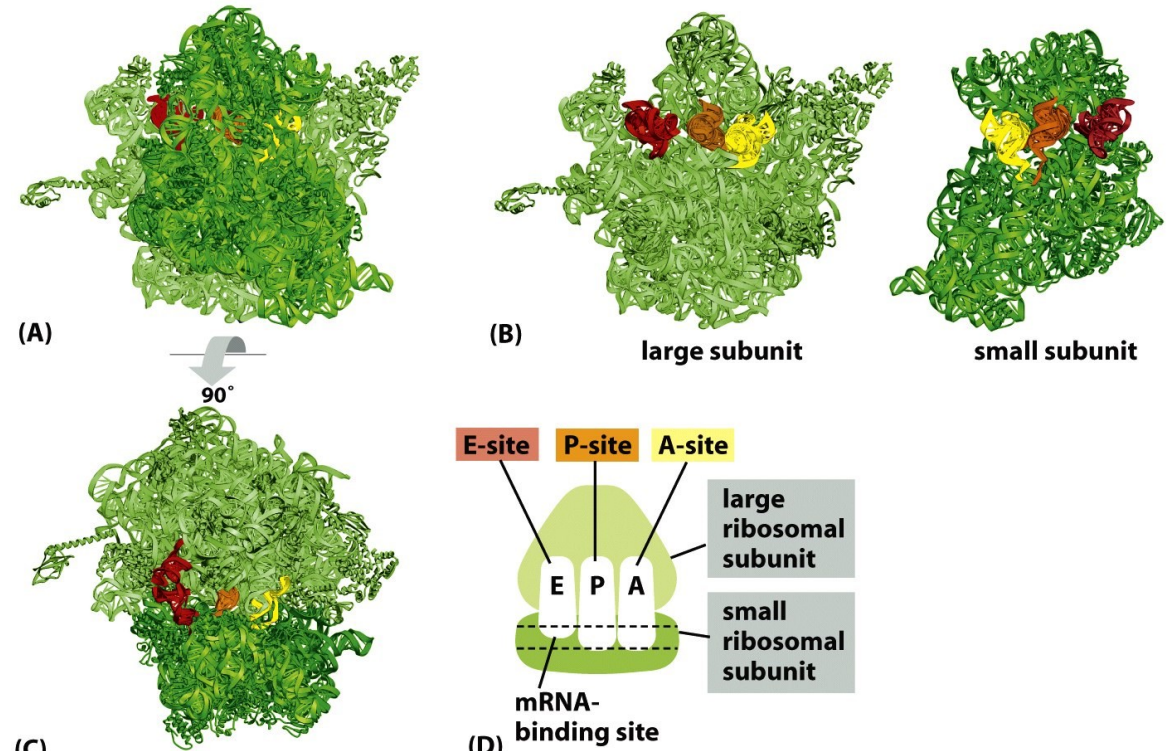 (A)
(B)
large subunit
small subunit
90°
E-site
P-site
A-site
large
ribosomal
subunit
E
P
A
small
ribosomal
subunit
mRNA-
binding site
(C)
(D)